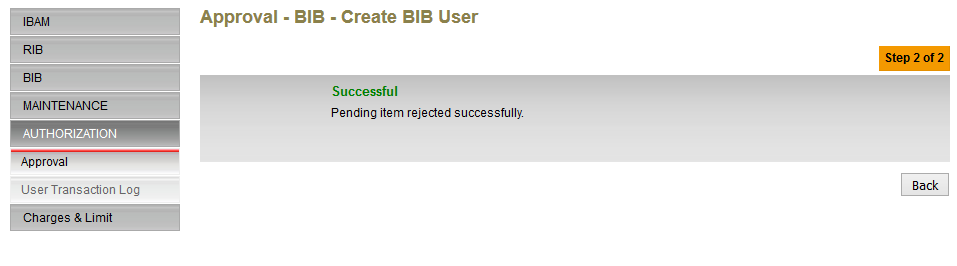 IBAM
RIB
BIB
MAINTENANCE
AUTHORIZATION
Approval
User Transaction Log
Charges & Limit
Approval - BIB - Create BIB User
Step 2 of 2
Successful
Pending item rejected successfully.
Back